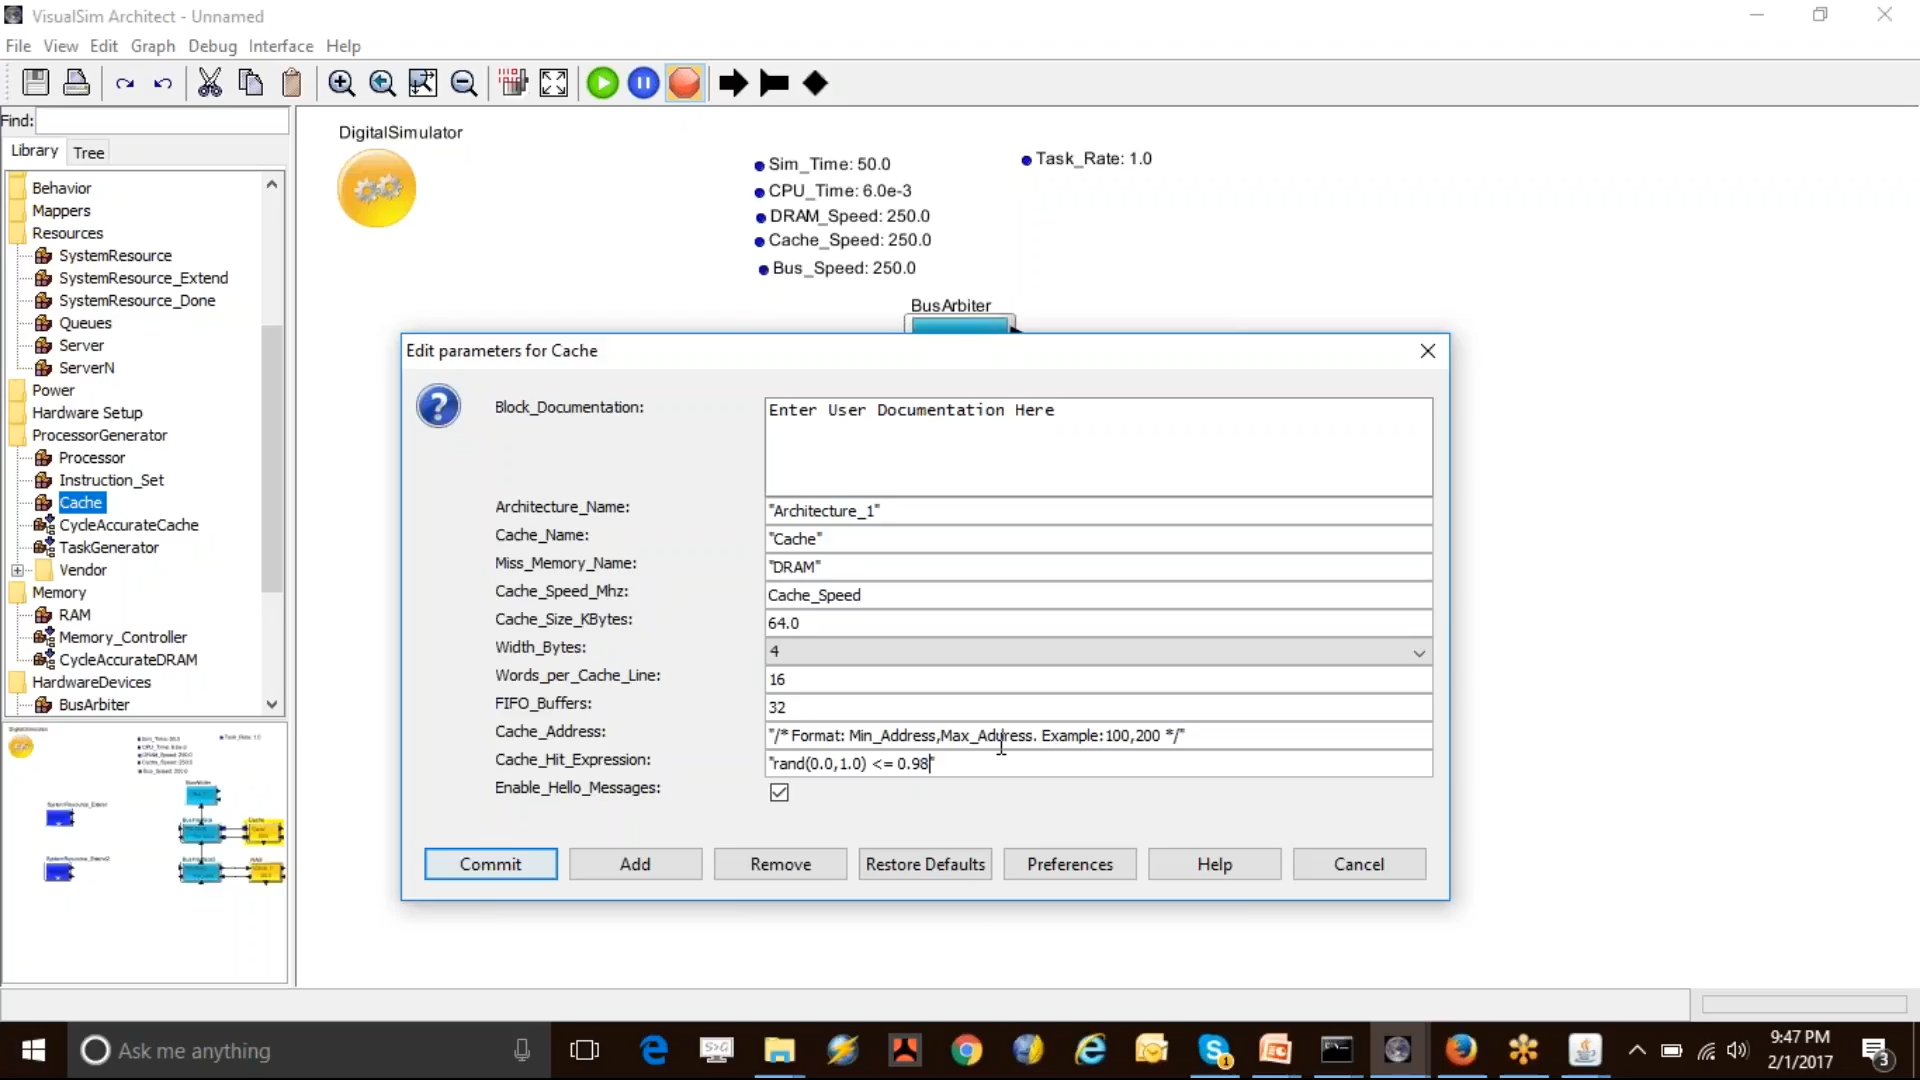 VisualSim Architect - Unnamed
File View Edit Graph Debug Interface Help
Find:
Library Tree
Behavior
Mappers
Resources
SystemResource
SystemResource_Extend
SystemResource_Done
Queues
Server
ServerN
Power
Hardware Setup
ProcessorGenerator
Processor
Instruction_Set
Cache
CycleAccurateCache
TaskGenerator
Vendor
Memory
RAM
Memory_Controller
CycleAccurateDRAM
HardwareDevices
BusArbiter
DigitalSimulator
Sim_Time: 50.0
CPU_Time: 6.0e-3
DRAM_Speed: 250.0
Cache_Speed: 250.0
Bus_Speed: 250.0
Task_Rate: 1.0
BusArbiter
Edit parameters for Cache
Block_Documentation: Enter User Documentation Here
Architecture_Name: "Architecture_1"
Cache_Name: "Cache"
Miss_Memory_Name: "DRAM"
Cache_Speed_Mhz: Cache_Speed
Cache_Size_KBytes: 64.0
Width_Bytes: 4
Words_per_Cache_Line: 16
FIFO_Buffers: 32
Cache_Address: "/* Format: Min_Address,Max_Address. Example:100,200 */"
Cache_Hit_Expression: "rand(0.0,1.0) <= 0.98"
Enable_Hello_Messages:
Commit Add Remove Restore Defaults Preferences Help Cancel
Ask me anything
9:47 PM
2/1/2017